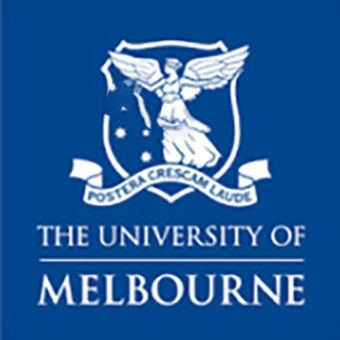 POSTERA CRESCAM LAUDE
THE UNIVERSITY OF
MELBOURNE